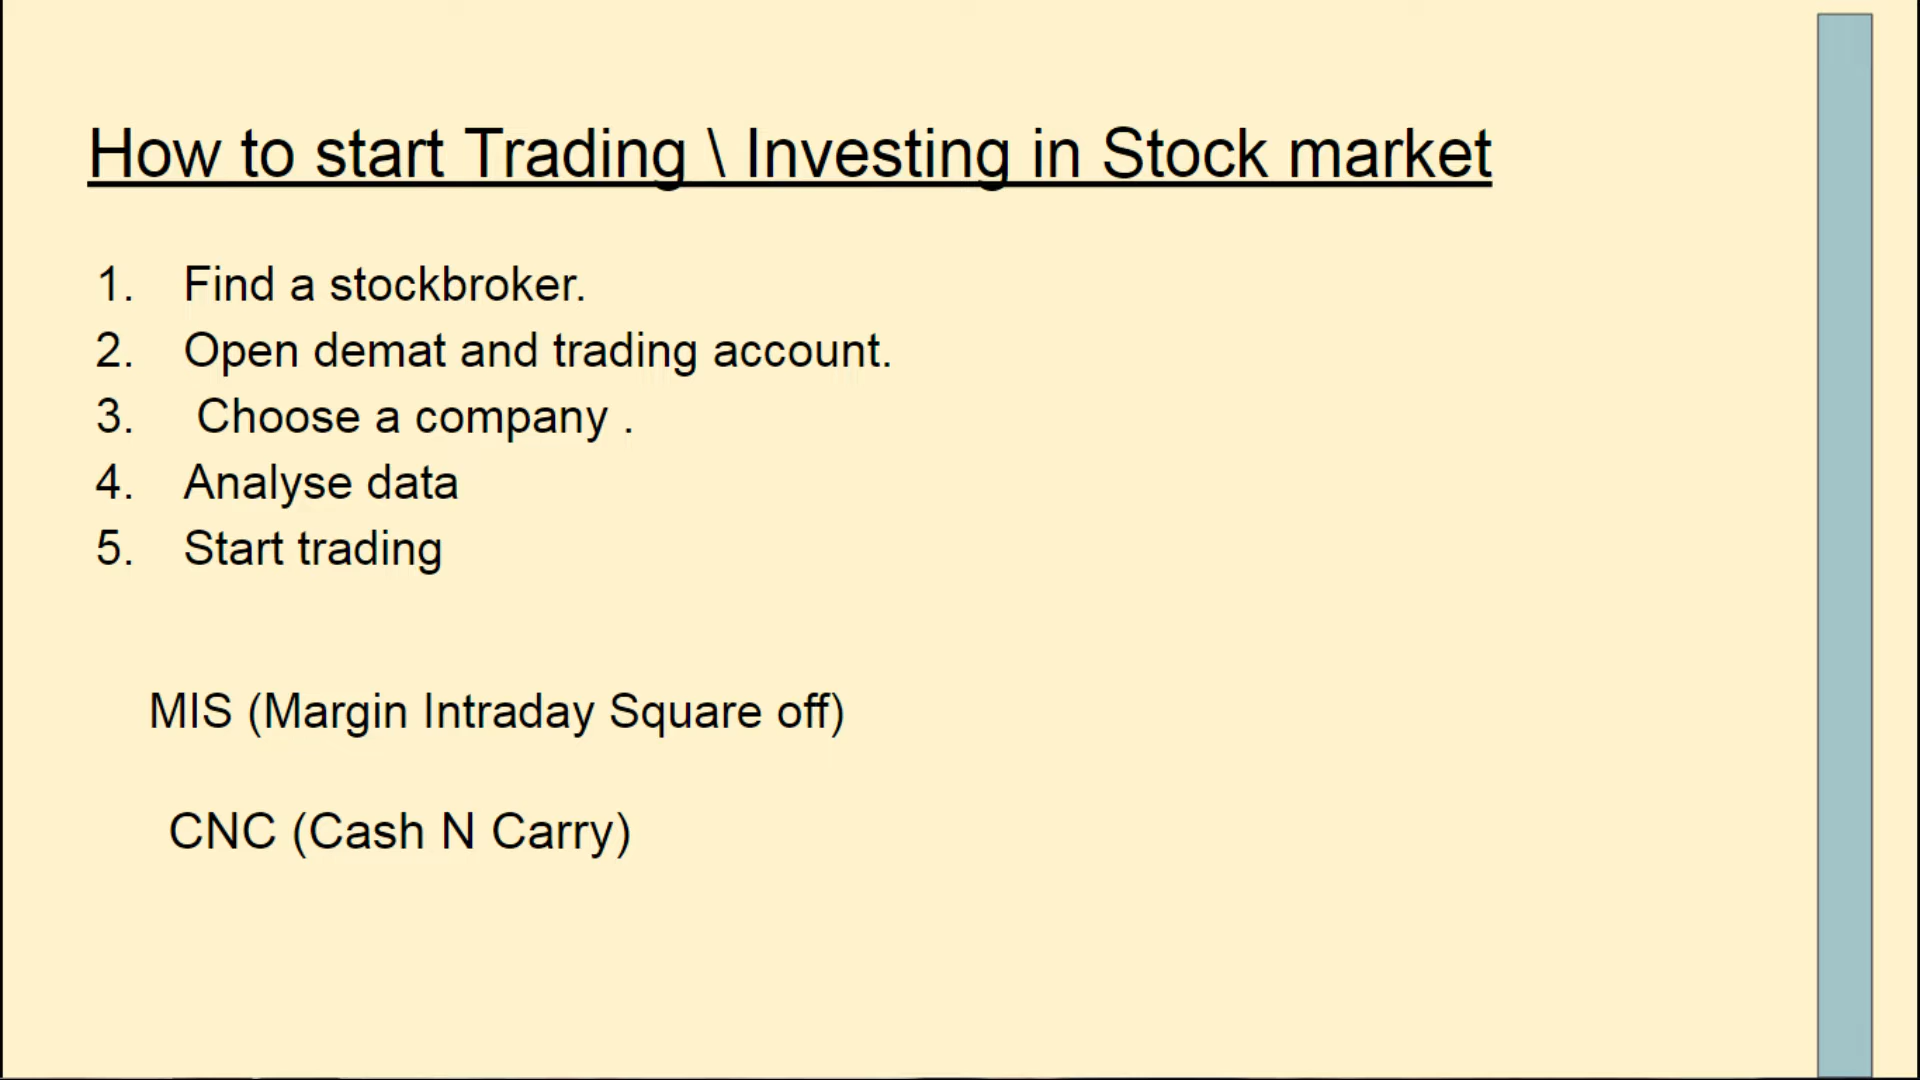 How to start Trading \ Investing in Stock market
1. Find a stockbroker.
2. Open demat and trading account.
3. Choose a company .
4. Analyse data
5. Start trading
MIS (Margin Intraday Square off)
CNC (Cash N Carry)